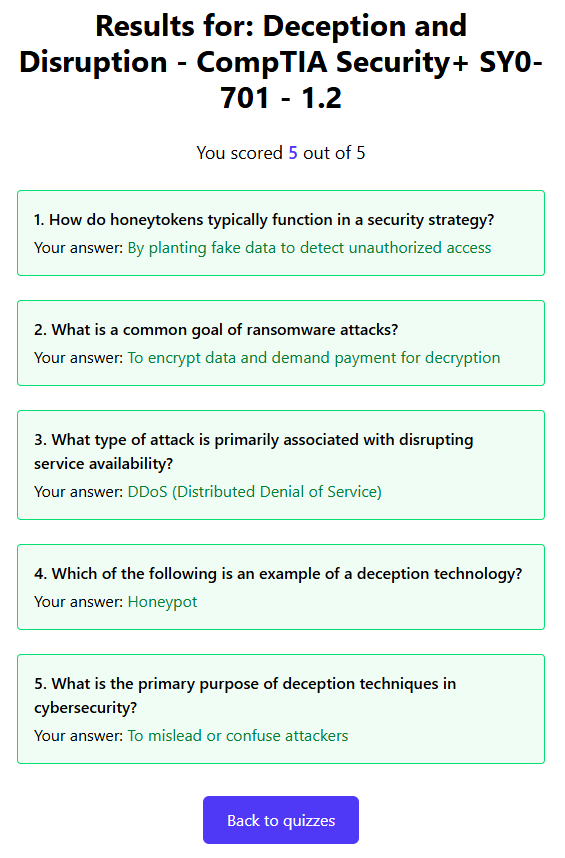 Results for: Deception and
Disruption - CompTIA Security+ SY0-
701 - 1.2
You scored 5 out of 5
1. How do honeytokens typically function in a security strategy?
Your answer: By planting fake data to detect unauthorized access
2. What is a common goal of ransomware attacks?
Your answer: To encrypt data and demand payment for decryption
3. What type of attack is primarily associated with disrupting
service availability?
Your answer: DDoS (Distributed Denial of Service)
4. Which of the following is an example of a deception technology?
Your answer: Honeypot
5. What is the primary purpose of deception techniques in
cybersecurity?
Your answer: To mislead or confuse attackers
Back to quizzes